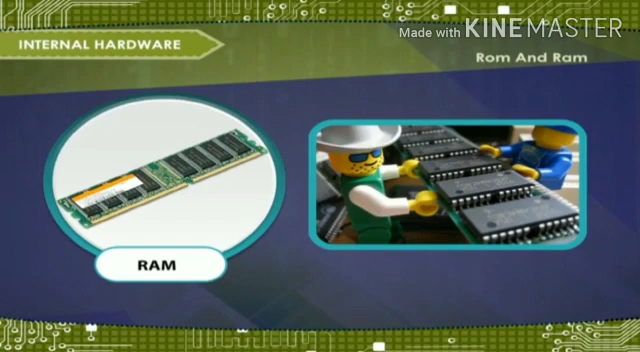 Made with KINEMASTER
INTERNAL HARDWARE
Rom And Ram
RAM